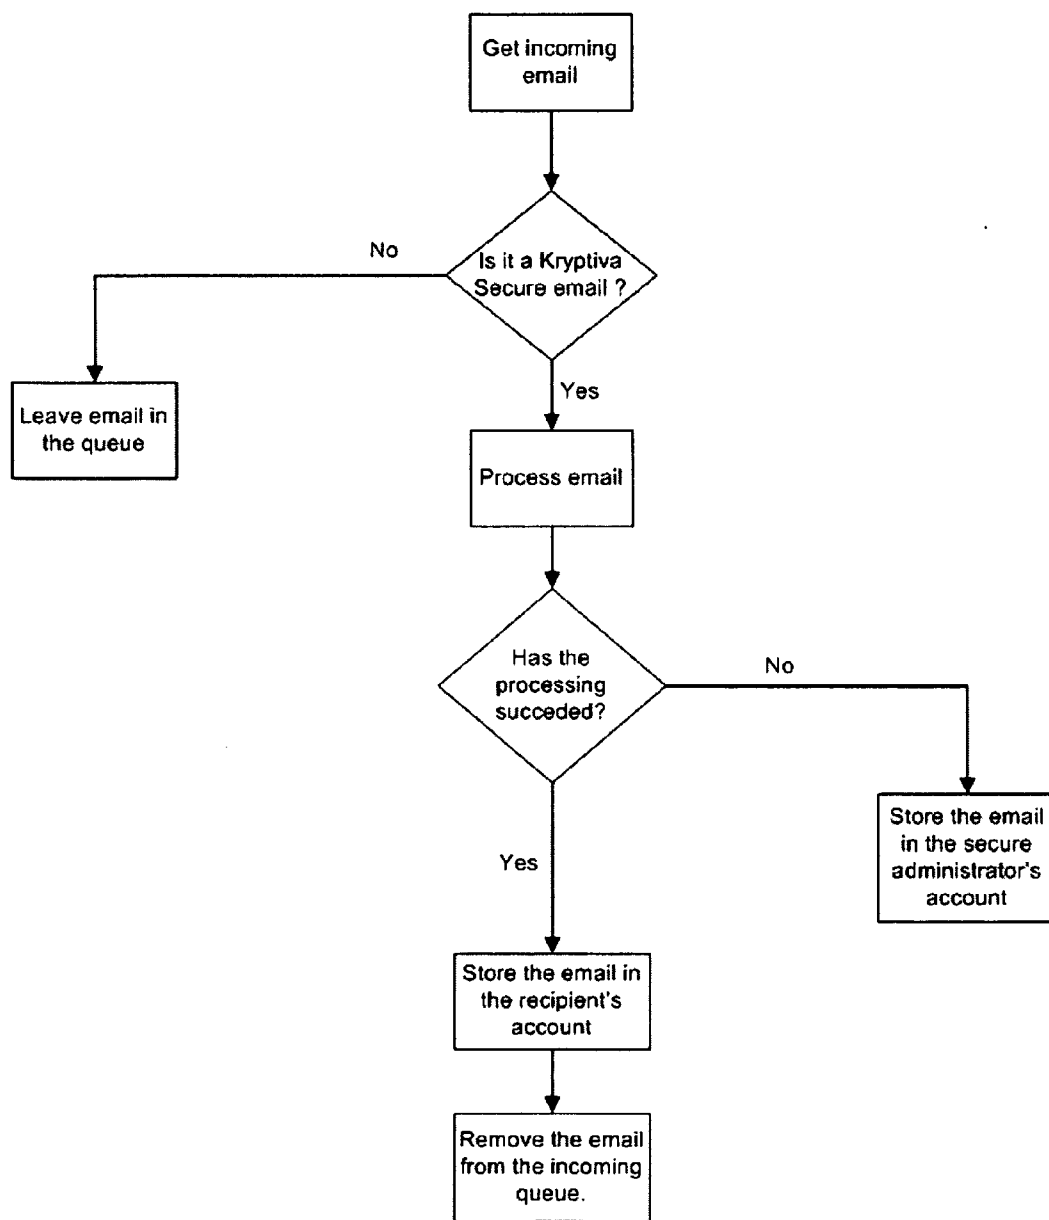 Get incoming
email
No
Is it a Kryptiva
Secure email ?
Yes
Leave email in
the queue
Process email
Has the
processing
succeded?
No
Store the email
in the secure
administrator's
account
Yes
Store the email in
the recipient's
account
Remove the email
from the incoming
queue.